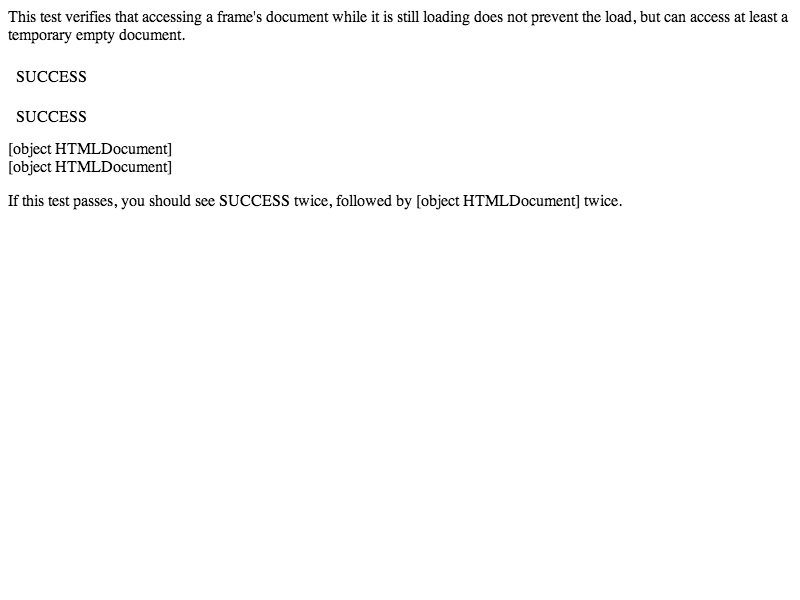 This test verifies that accessing a frame's document while it is still loading does not prevent the load, but can access at least a
temporary empty document.
SUCCESS
SUCCESS
[object HTMLDocument]
[object HTMLDocument]
If this test passes, you should see SUCCESS twice, followed by [object HTMLDocument] twice.